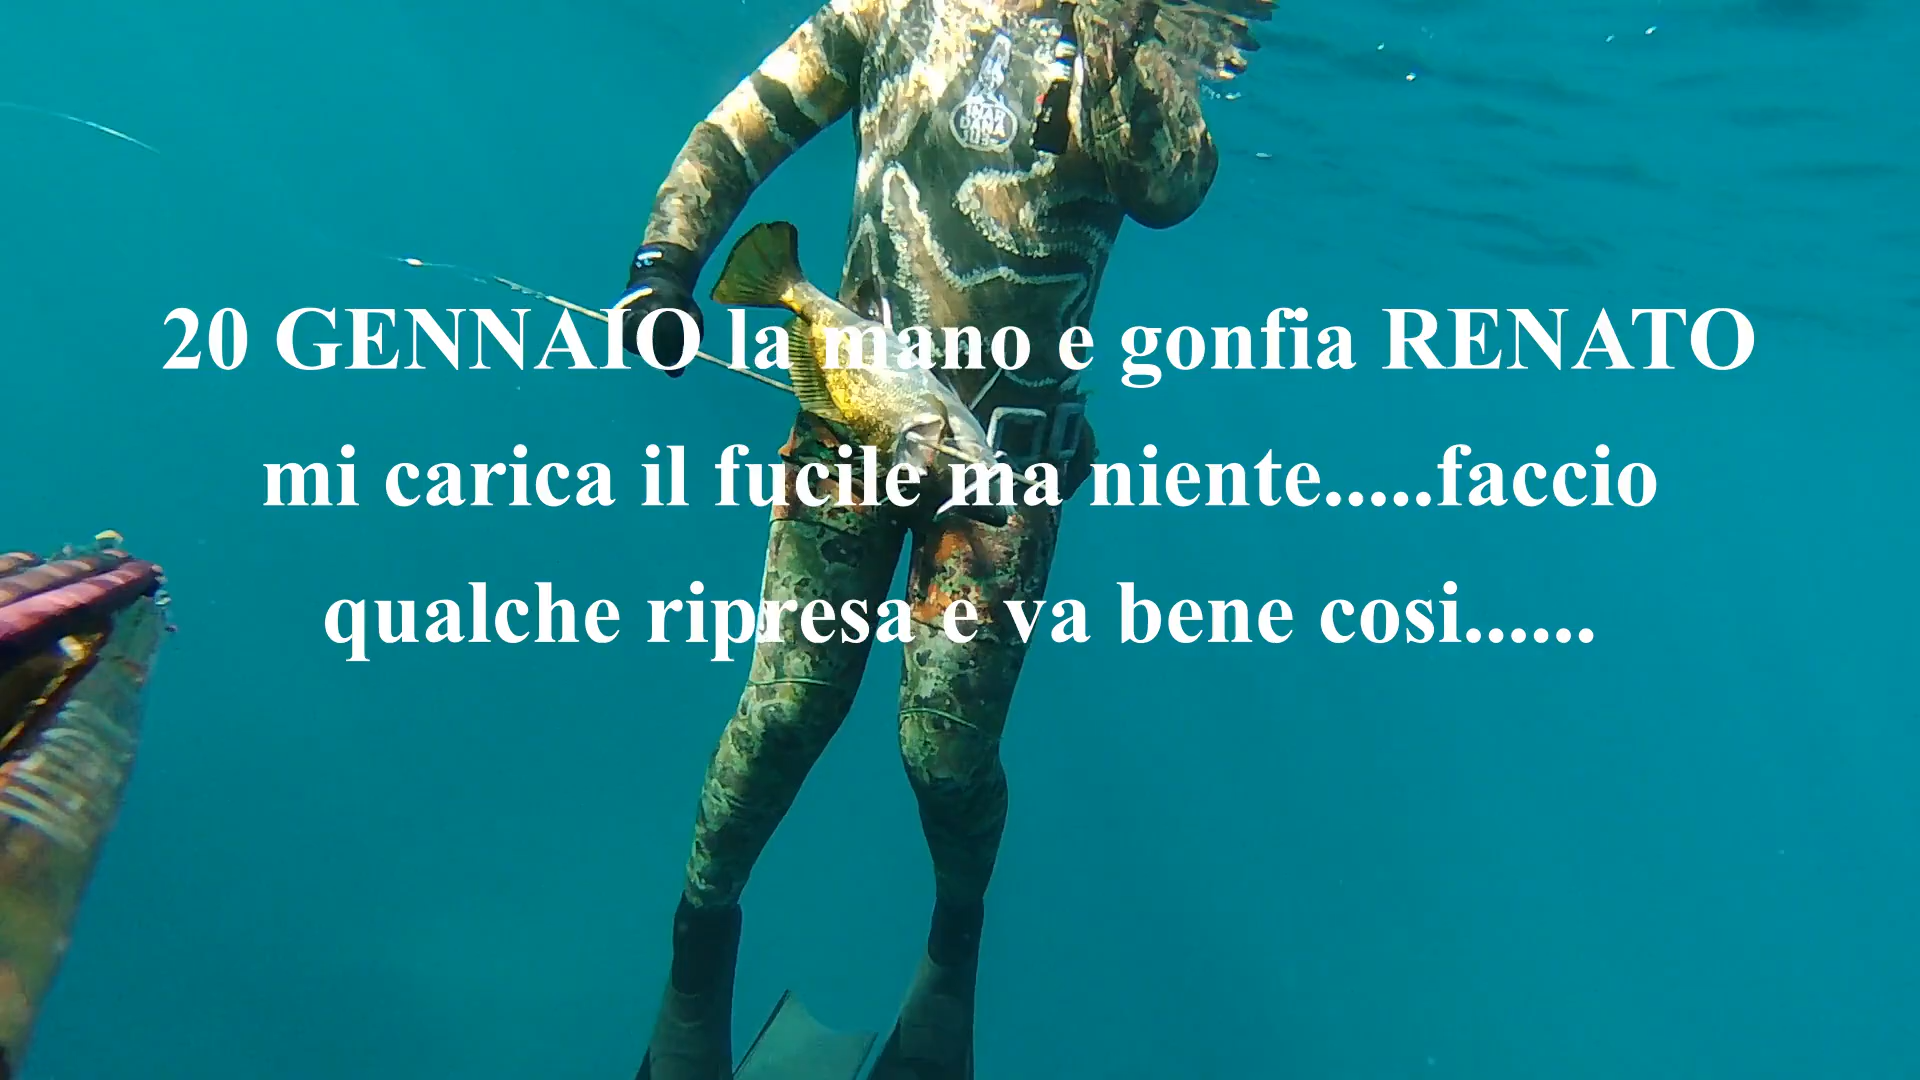 20 GENNAIO la mano e gonfia RENATO
mi carica il fucile ma niente.....faccio
qualche ripresa e va bene cosi......